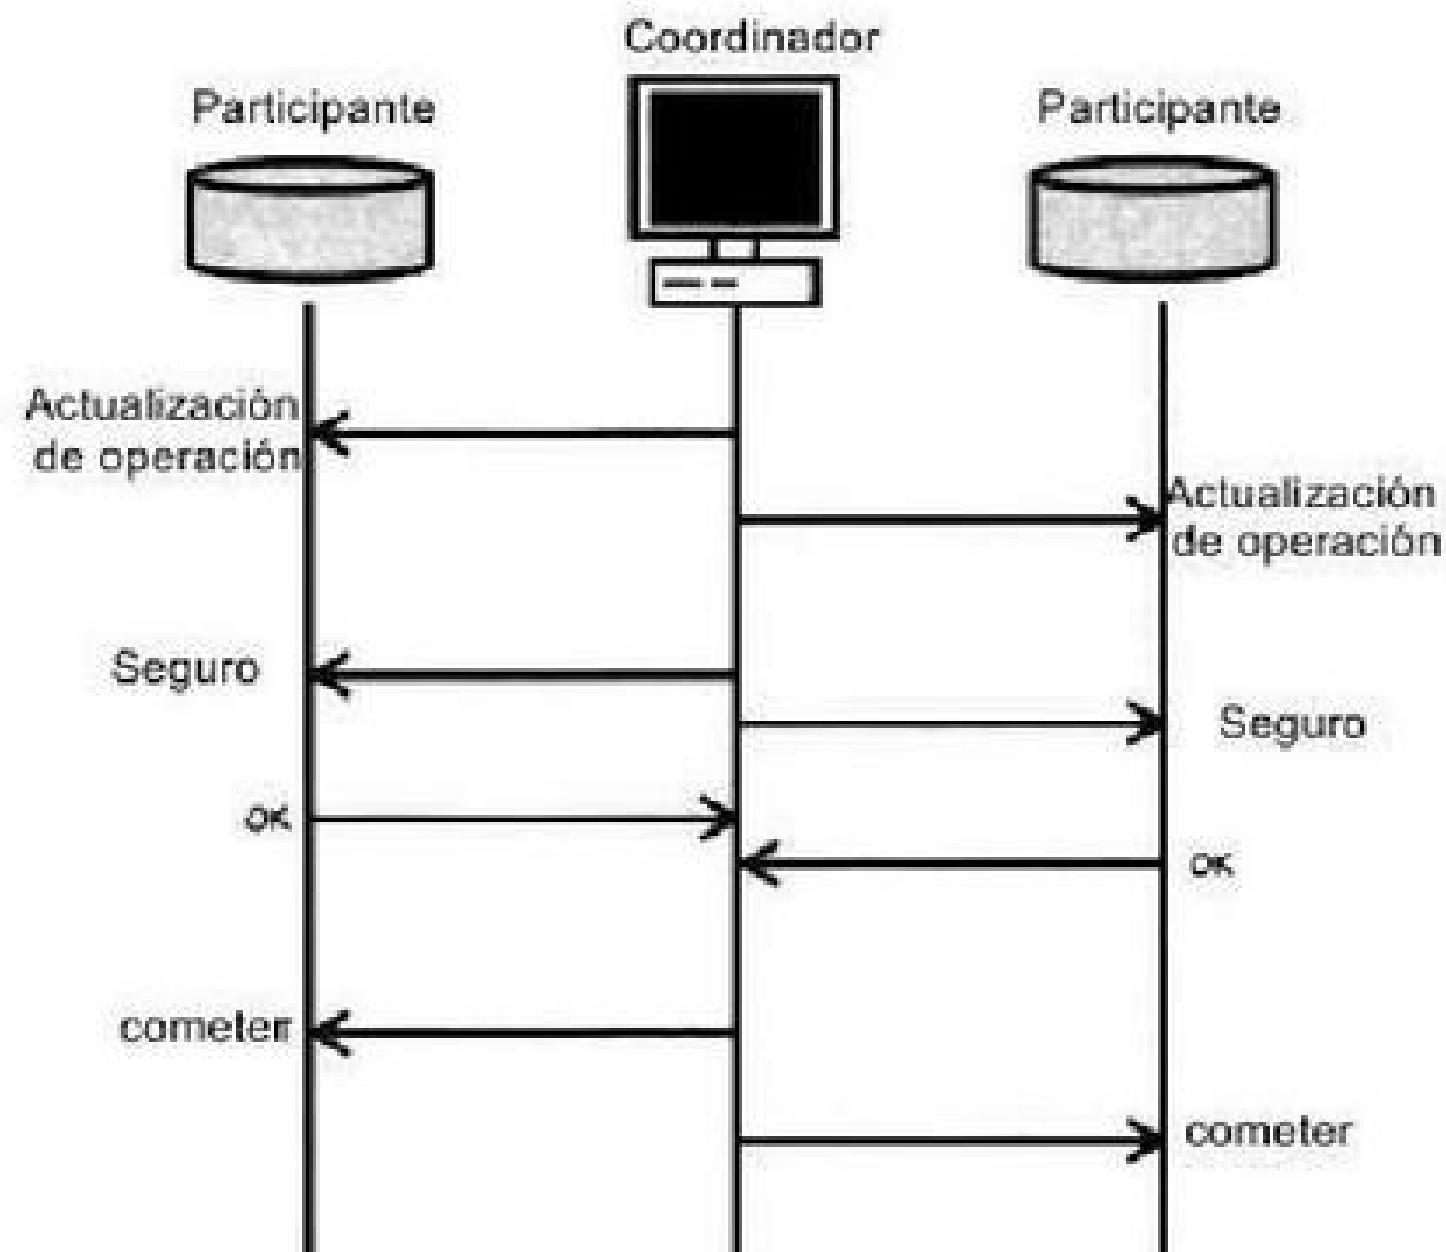 Coordinador
Participante
Participante
Actualización
de operación
Actualización
de operación
Seguro
Seguro
OK
OK
cometer
cometer